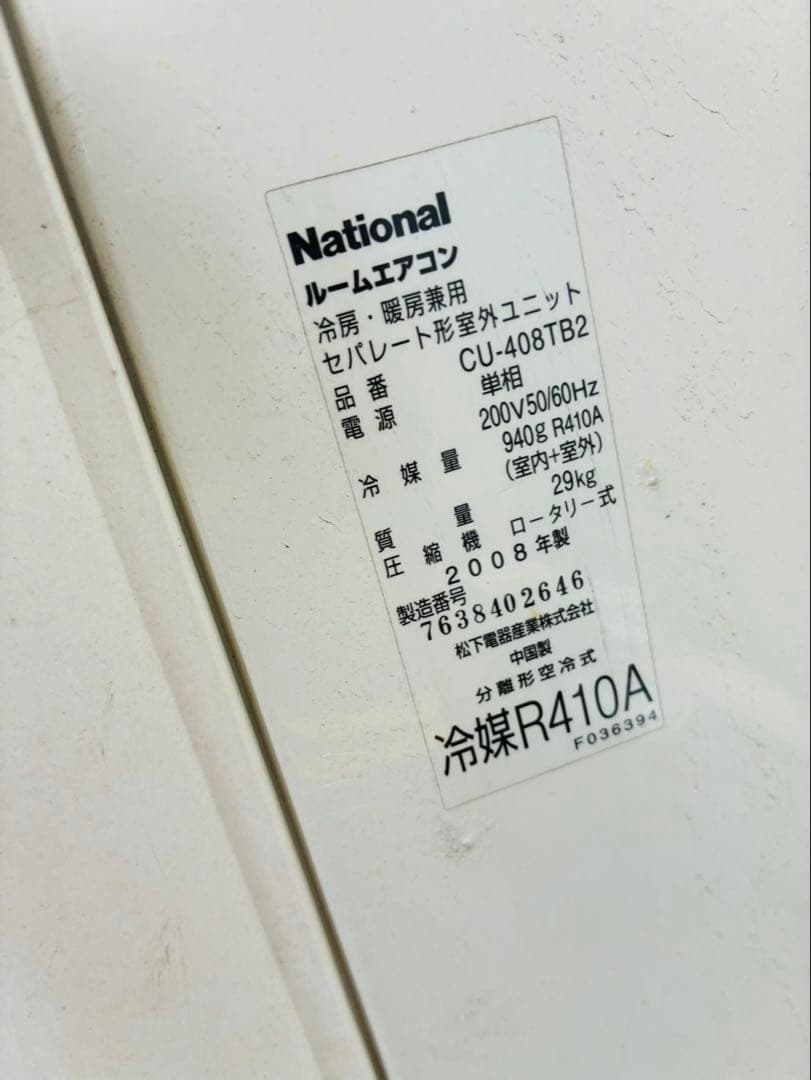 National
ルームエアコン
冷房・暖房兼用
セパレート形室外ユニット
品番 CU-408TB2
電源 単相
200V50/60Hz
冷媒量 940g R410A
(室内+室外)
質量 29kg
圧縮機 ロータリー式
2008年製
製造番号
7638402646
松下電器産業株式会社
中国製
分離形空冷式
冷媒R410A
F036394